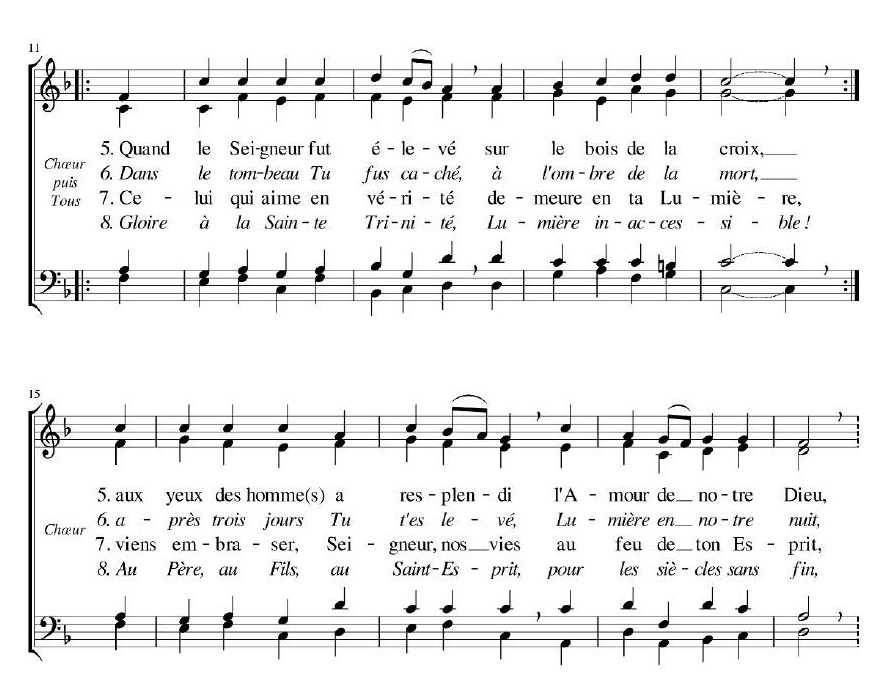 11
5. Quand le Sei - gneur fut é - le - vé sur le bois de la croix,
Chœur puis Tous
6. Dans le tom - beau Tu fus ca - ché, à l'om - bre de la mort,
7. Ce - lui qui aime en vé - ri - té de - meure en ta Lu - miè - re,
8. Gloire à la Sain - te Tri - ni - té, Lu - mière in - ac - ces - si - ble !
15
5. aux yeux des homme(s) a res - plen - di l'A - mour de no - tre Dieu,
Chœur
6. a - près trois jours Tu t'es le - vé, Lu - mière en no - tre nuit,
7. viens em - bra - ser, Sei - gneur, nos vies au feu de ton Es - prit,
8. Au Père, au Fils, au Saint - Es - prit, pour les siè - cles sans fin,